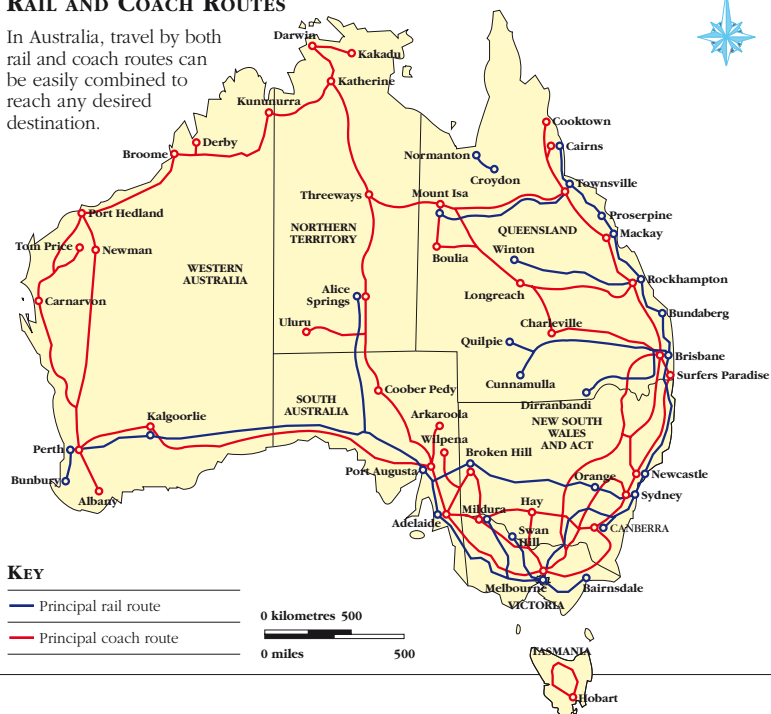 RAIL AND COACH ROUTES
In Australia, travel by both
rail and coach routes can
be easily combined to
reach any desired
destination.
Darwin
Kakadu
Katherine
Kununurra
Cooktown
Derby
Cairns
Broome
Normanton
Croydon
Townsville
Threeways
Mount Isa
Port Hedland
Proserpine
NORTHERN
TERRITORY
QUEENSLAND
Mackay
Tom Price
Newman
Boulia
Winton
WESTERN
AUSTRALIA
Rockhampton
Alice
Springs
Longreach
Carnarvon
Bundaberg
Uluru
Charleville
Quilpie
Brisbane
Surfers Paradise
Cunnamulla
Coober Pedy
Dirranbandi
SOUTH
AUSTRALIA
Arkaroola
Kalgoorlie
NEW SOUTH
WALES
AND ACT
Wilpena
Perth
Broken Hill
Port Augusta
Orange
Newcastle
Bunbury
Sydney
Albany
Mildura
Hay
Adelaide
Swan
Hill
CANBERRA
Melbourne
Bairnsdale
VICTORIA
TASMANIA
Hobart
KEY
Principal rail route
Principal coach route
0 kilometres 500
0 miles 500